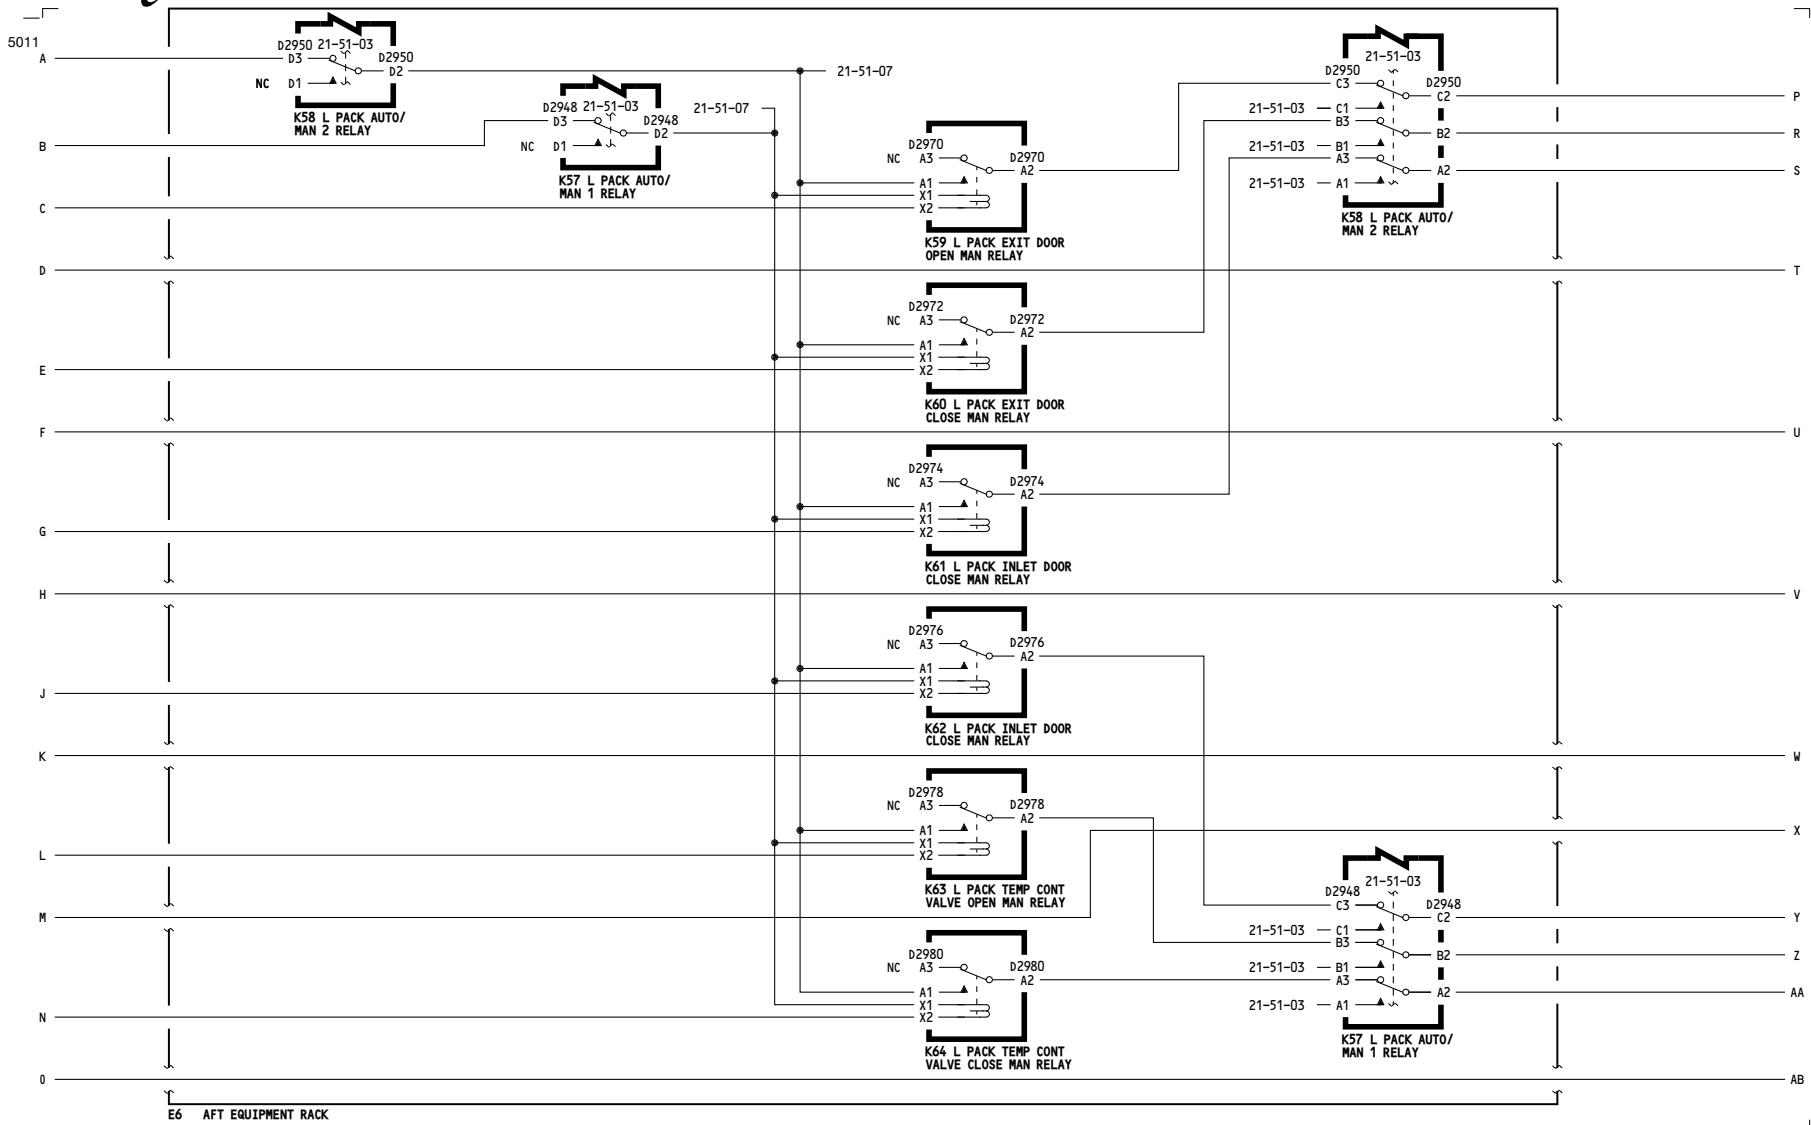 5011
A
D2950 21-51-03
D3
D2950
D2
NC D1
K58 L PACK AUTO/
MAN 2 RELAY
21-51-07
B
D2948 21-51-03
D3
D2948
D2
NC D1
K57 L PACK AUTO/
MAN 1 RELAY
21-51-07
C
D2970
NC A3
D2970
A2
A1
X1
X2
K59 L PACK EXIT DOOR
OPEN MAN RELAY
21-51-03
D2950
C3
D2950
C2
21-51-03 C1
B3
B2
21-51-03 B1
A3
A2
21-51-03 A1
K58 L PACK AUTO/
MAN 2 RELAY
P
R
S
D
T
D2972
NC A3
D2972
A2
A1
X1
X2
K60 L PACK EXIT DOOR
CLOSE MAN RELAY
E
F
U
D2974
NC A3
D2974
A2
A1
X1
X2
K61 L PACK INLET DOOR
CLOSE MAN RELAY
G
H
V
D2976
NC A3
D2976
A2
A1
X1
X2
K62 L PACK INLET DOOR
CLOSE MAN RELAY
J
K
W
D2978
NC A3
D2978
A2
A1
X1
X2
K63 L PACK TEMP CONT
VALVE OPEN MAN RELAY
L
X
M
D2980
NC A3
D2980
A2
A1
X1
X2
K64 L PACK TEMP CONT
VALVE CLOSE MAN RELAY
N
21-51-03
D2948
C3
D2948
C2
21-51-03 C1
B3
B2
21-51-03 B1
A3
A2
21-51-03 A1
K57 L PACK AUTO/
MAN 1 RELAY
Y
Z
AA
O
AB
E6 AFT EQUIPMENT RACK